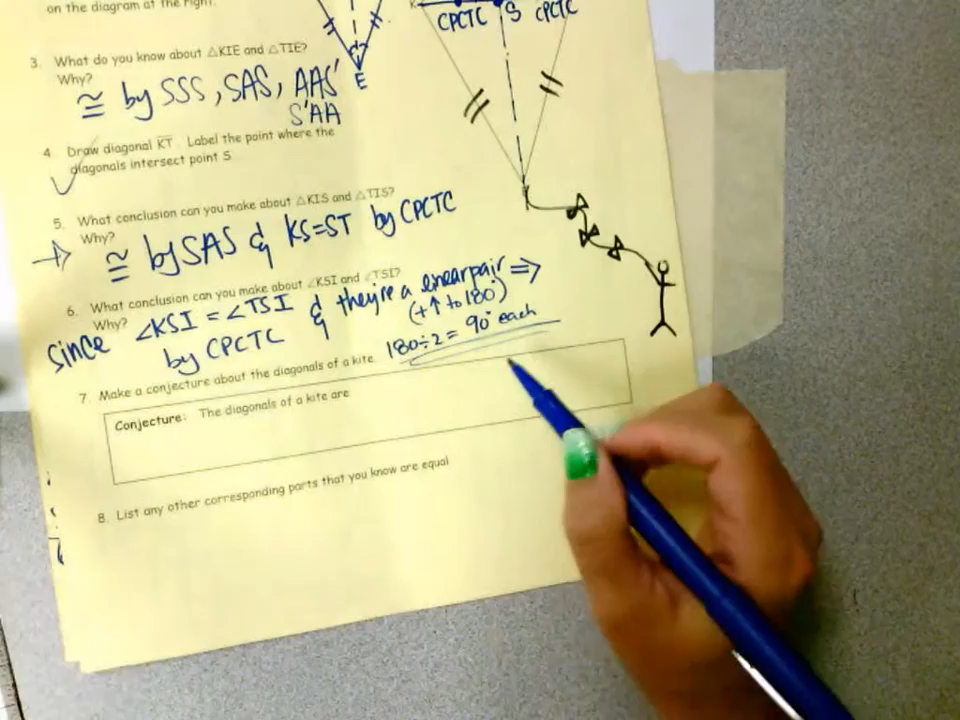 on the diagram at the right.
CPCTC S CPCTC
3. What do you know about △KIE and △TIE?
Why?
≅ by SSS, SAS, AAS
S'AA
E
4. Draw diagonal KT. Label the point where the
diagonals intersect point S.
5. What conclusion can you make about △KIS and △TIS?
Why?
≅ by SAS & KS=ST by CPCTC
6. What conclusion can you make about ∠KSI and ∠TSI?
Why?
since ∠KSI = ∠TSI & they're a linear pair ⇒
by CPCTC
(+↑ to 180°)
180÷2 = 90° each
7. Make a conjecture about the diagonals of a kite.
Conjecture: The diagonals of a kite are
8. List any other corresponding parts that you know are equal